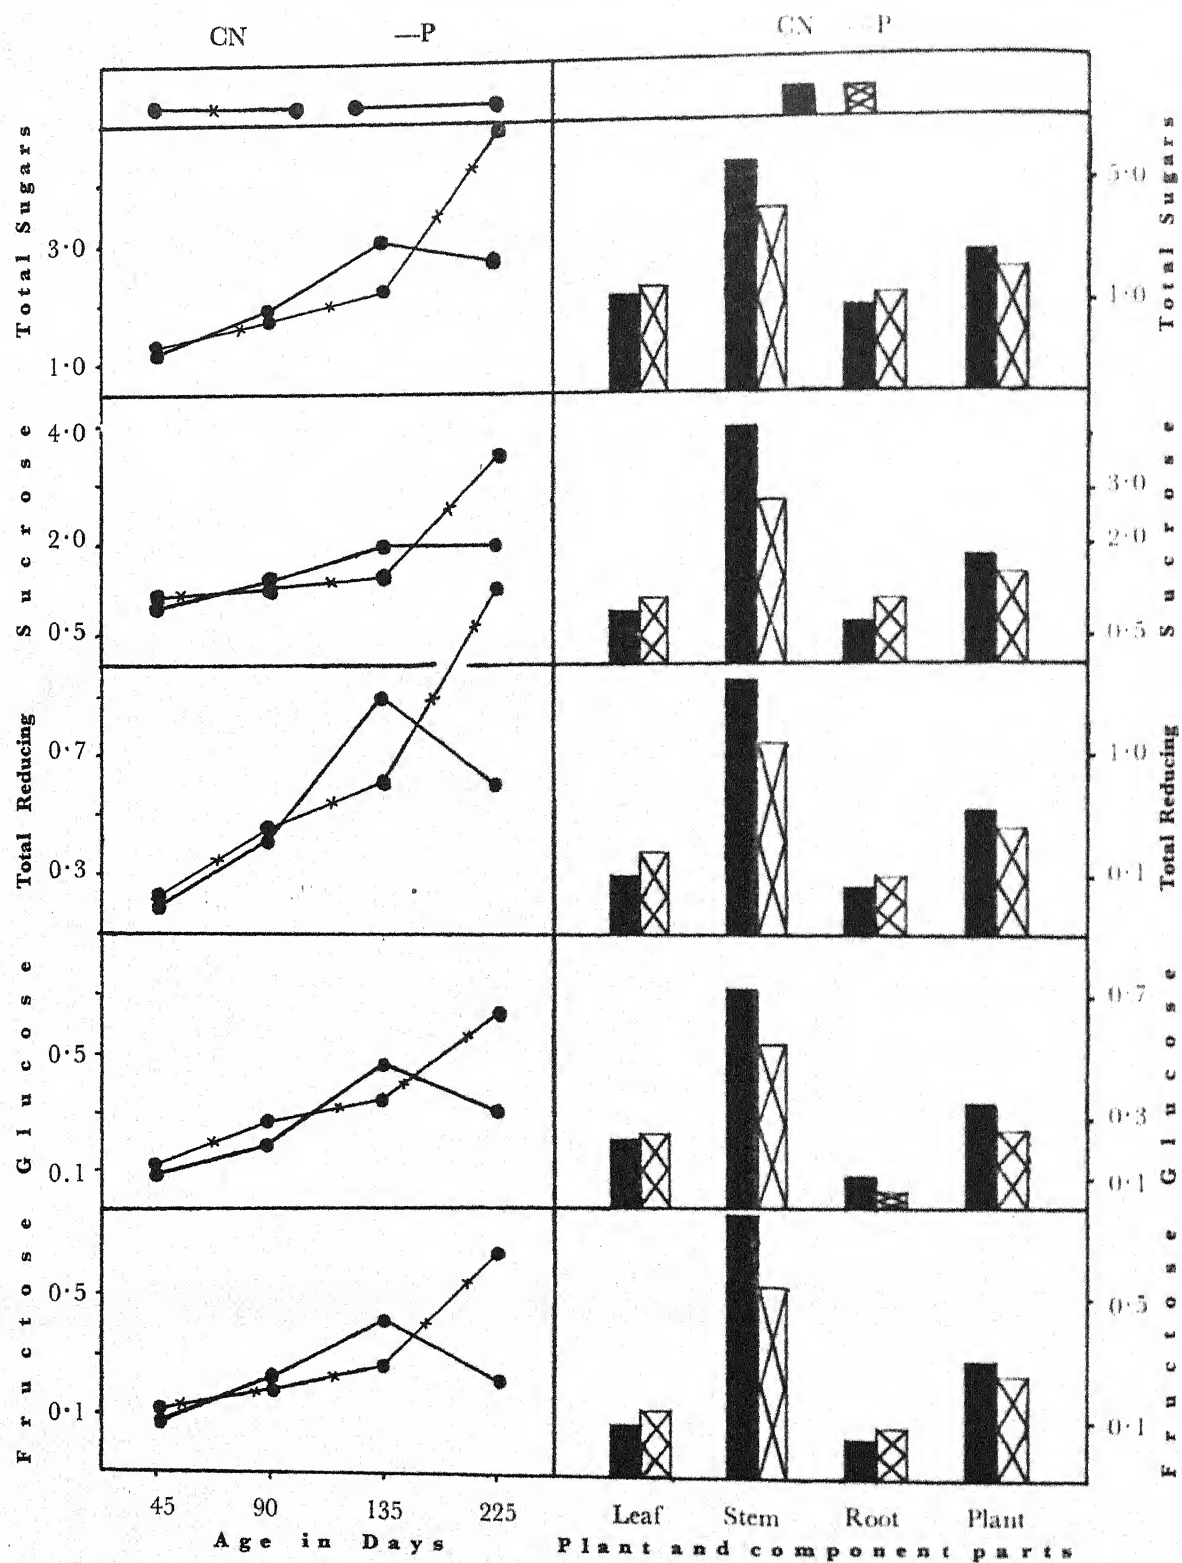 CN —P CN —P
Total Sugars
3·0
1·0
5·0
1·0
Total Sugars
Sucrose
4·0
2·0
0·5
3·0
2·0
0·5
Sucrose
Total Reducing
0·7
0·3
1·0
0·1
Total Reducing
Glucose
0·5
0.1
0·7
0·3
0·1
Glucose
Fructose
0·5
0·1
0·5
0·1
Fructose
45 90 135 225 Leaf Stem Root Plant
Age in Days Plant and component parts